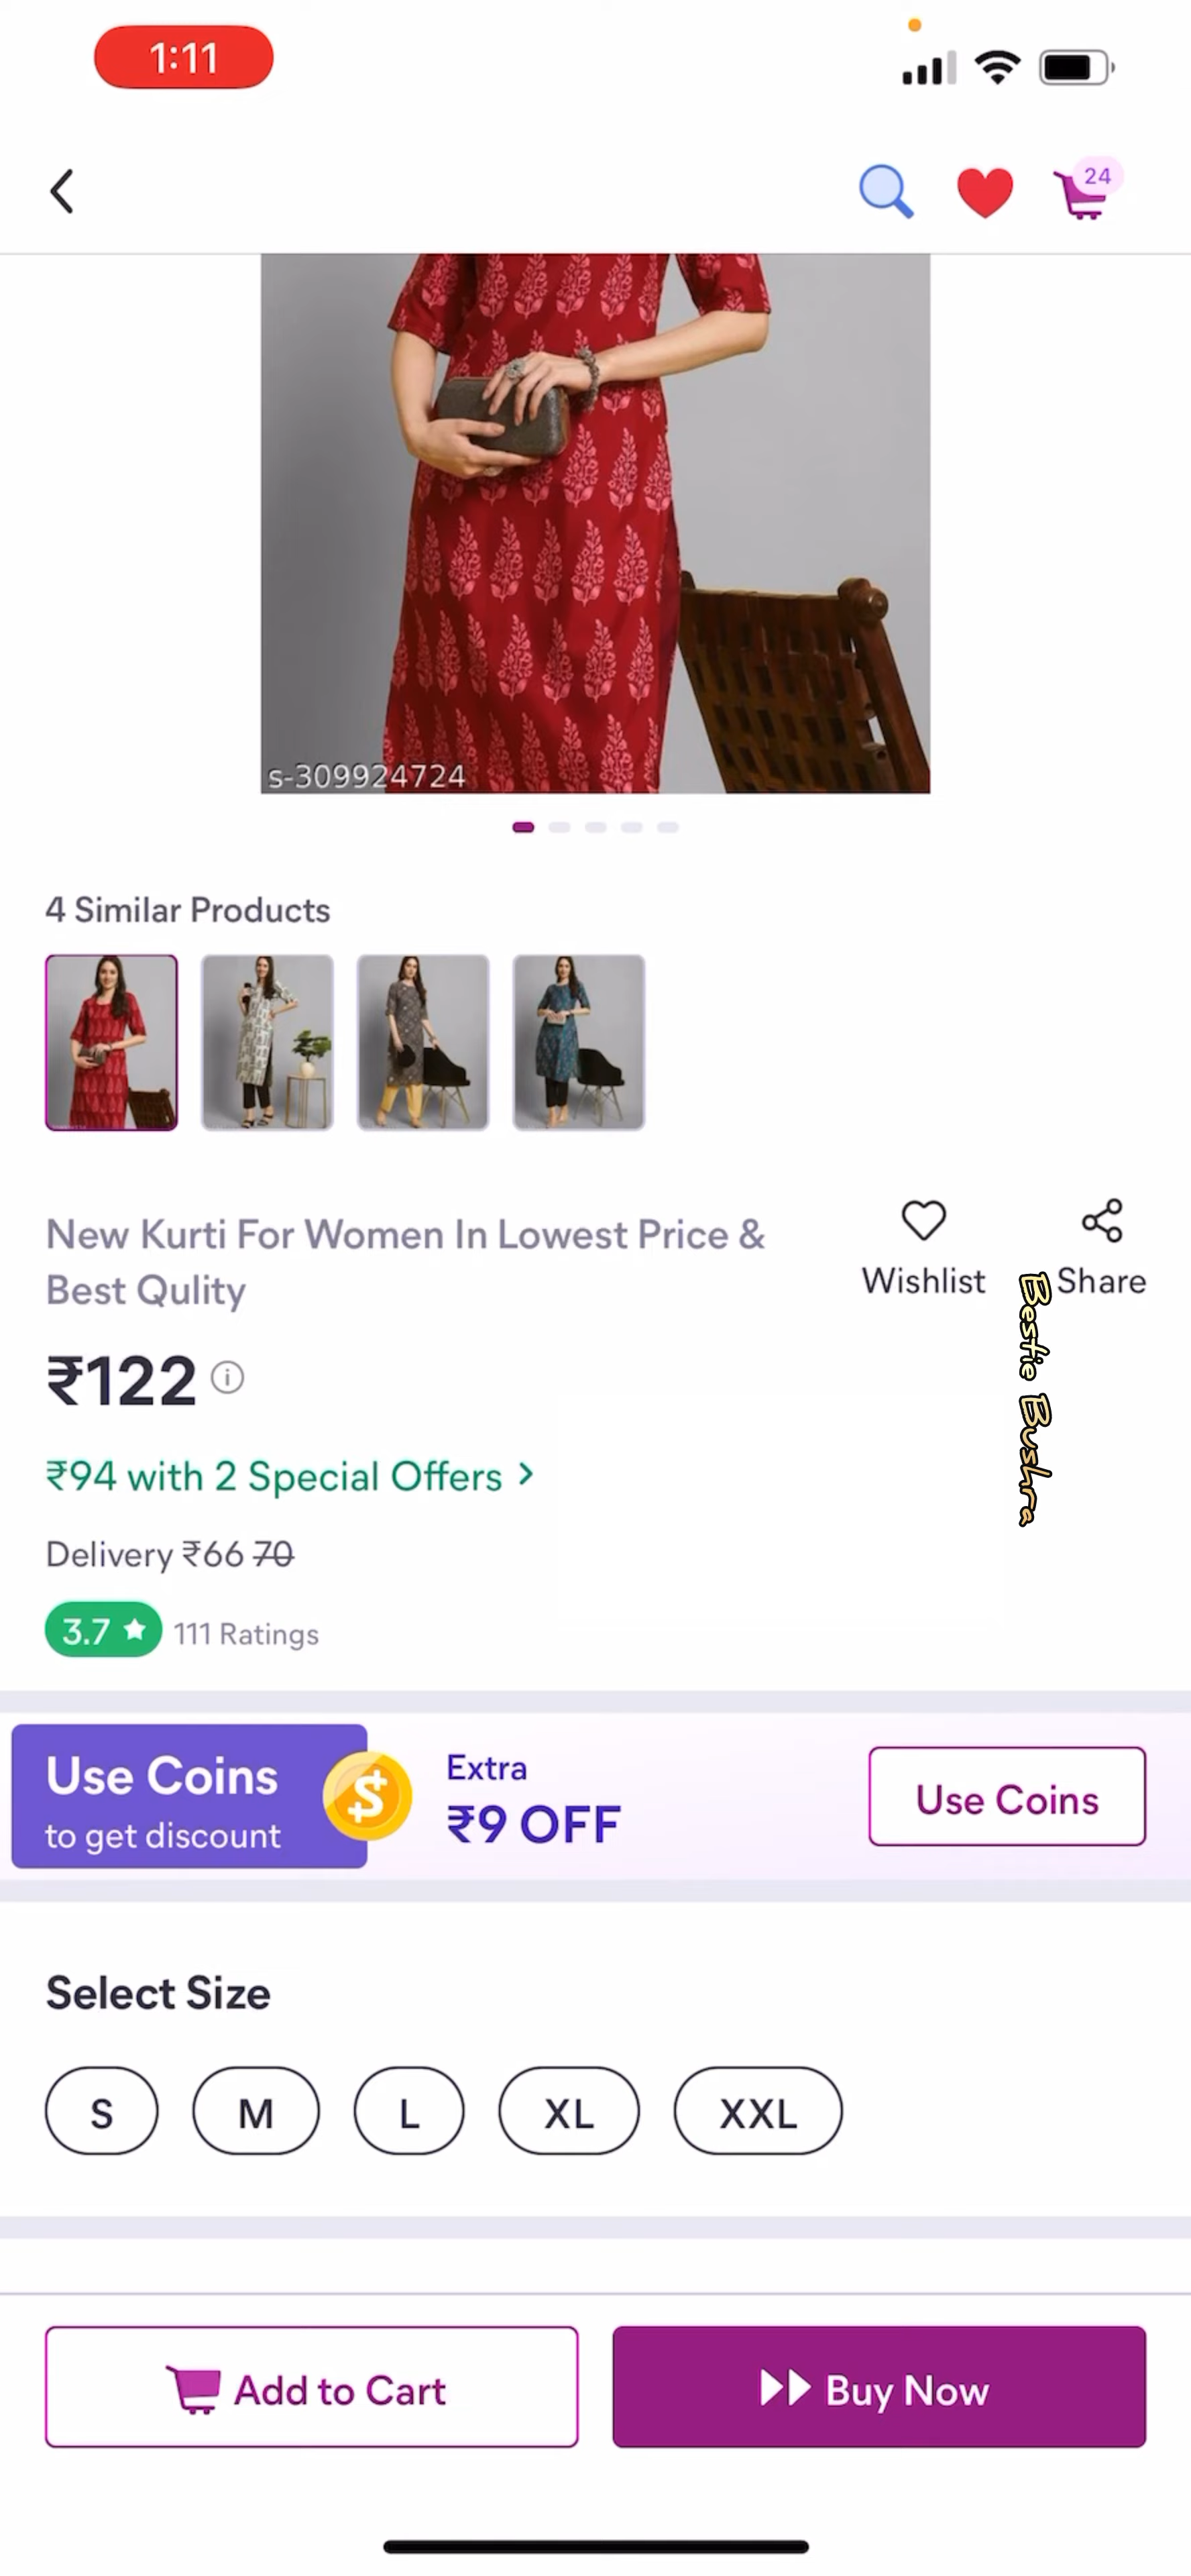 1:11
24
s-309924724
4 Similar Products
New Kurti For Women In Lowest Price &
Best Qulity
Wishlist
Share
Bestie Bushra
₹122
₹94 with 2 Special Offers
Delivery ₹66 70
3.7 ★ 111 Ratings
Use Coins
to get discount
Extra
₹9 OFF
Use Coins
Select Size
S M L XL XXL
Add to Cart
Buy Now